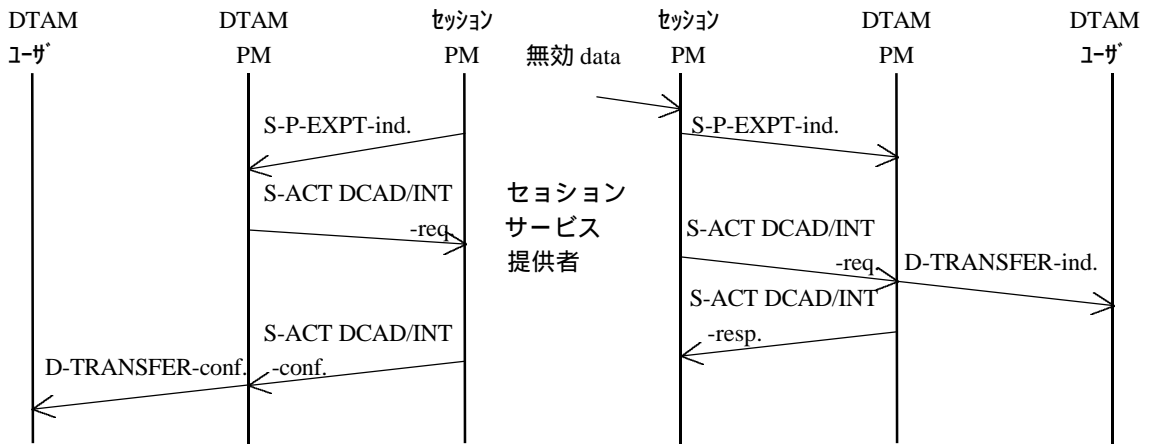 DTAM DTAM ｾｯｼｮﾝ ｾｯｼｮﾝ DTAM DTAM
ﾕｰｻﾞ PM PM 無効 data PM PM ﾕｰｻﾞ
S-P-EXPT-ind. S-P-EXPT-ind.
S-ACT DCAD/INT セョション
-req. サービス S-ACT DCAD/INT
提供者 -req. D-TRANSFER-ind.
S-ACT DCAD/INT
S-ACT DCAD/INT -resp.
D-TRANSFER-conf. -conf.